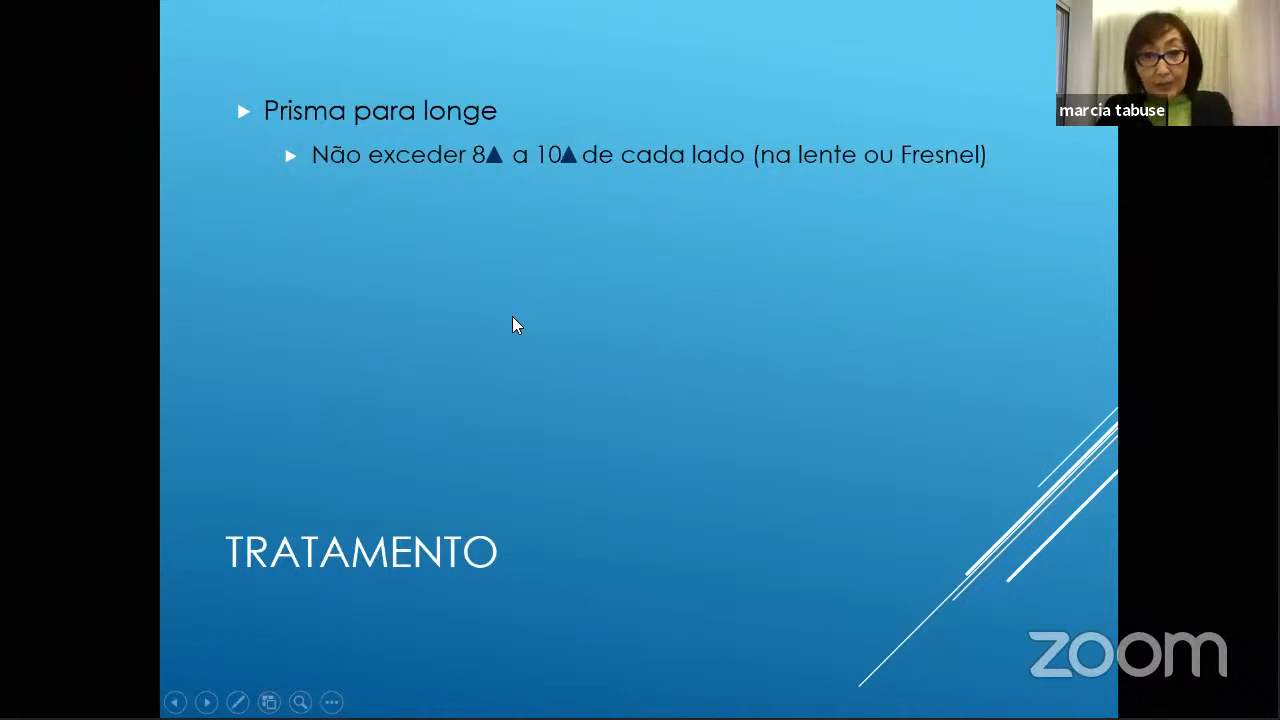 Prisma para longe
Não exceder 8▲ a 10▲ de cada lado (na lente ou Fresnel)
TRATAMENTO
marcia tabuse
zoom